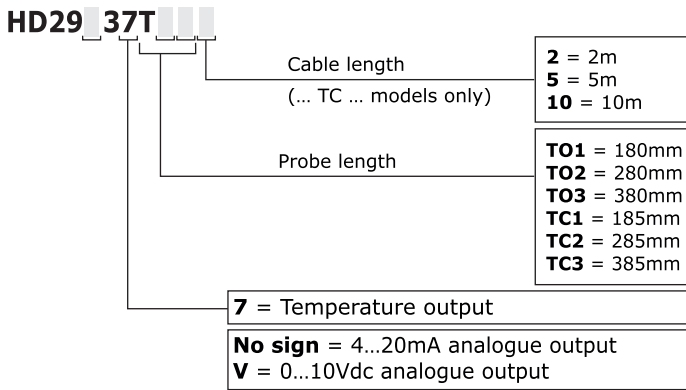 HD29 37T
Cable length
(... TC ... models only)
2 = 2m
5 = 5m
10 = 10m
Probe length
TO1 = 180mm
TO2 = 280mm
TO3 = 380mm
TC1 = 185mm
TC2 = 285mm
TC3 = 385mm
7 = Temperature output
No sign = 4...20mA analogue output
V = 0...10Vdc analogue output